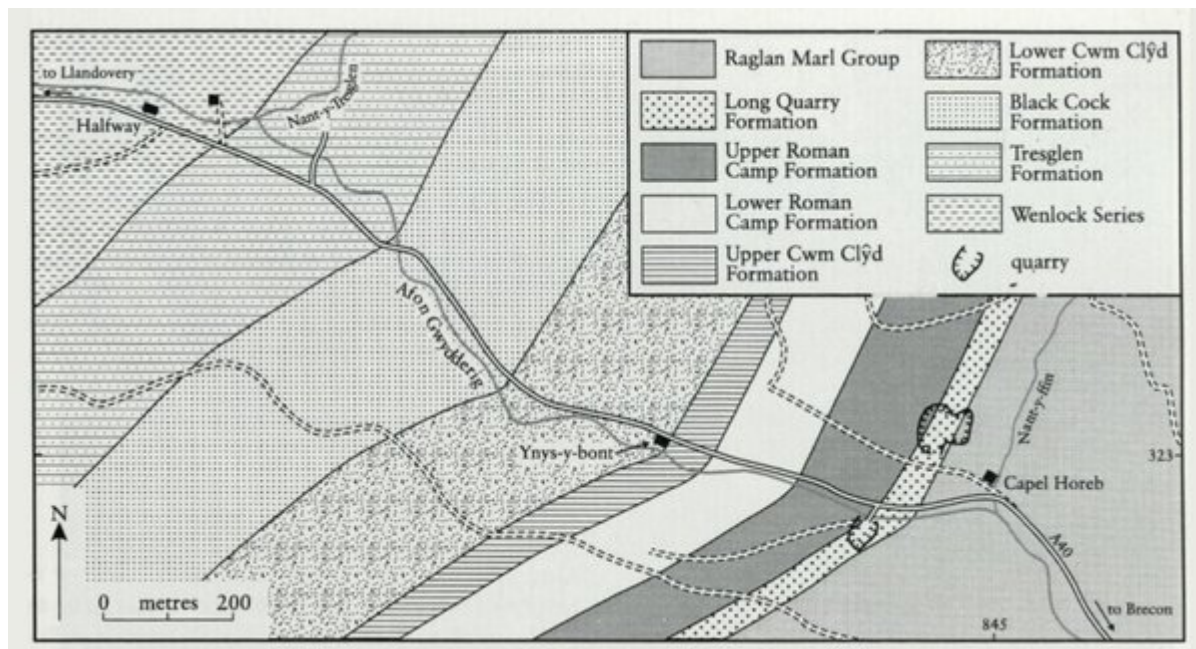 to Llandovery
Halfway
Nant-y-Tresglen
Afon Gwydderig
Ynys-y-bont
Nant-y-ffin
323
Capel Horeb
A40
to Brecon
845
N
0 metres 200
Raglan Marl Group
Long Quarry
Formation
Upper Roman
Camp Formation
Lower Roman
Camp Formation
Upper Cwm Clŷd
Formation
Lower Cwm Clŷd
Formation
Black Cock
Formation
Tresglen
Formation
Wenlock Series
quarry